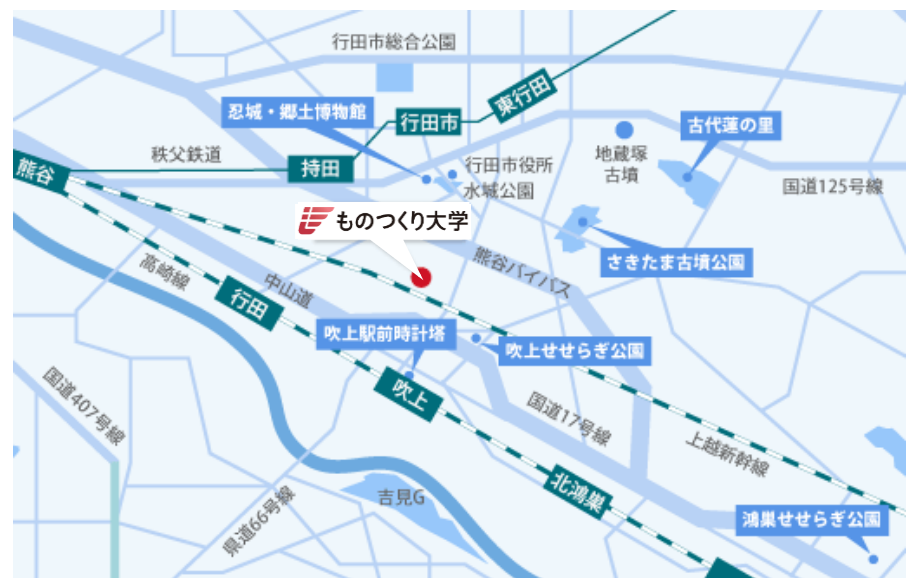 行田市総合公園
東行田
忍城・郷土博物館
行田市
古代蓮の里
秩父鉄道
持田
行田市役所
水城公園
地蔵塚
古墳
熊谷
国道125号線
ものつくり大学
熊谷バイパス
さきたま古墳公園
高崎線
中山道
行田
吹上駅前時計塔
吹上せせらぎ公園
国道407号線
吹上
国道17号線
上越新幹線
北鴻巣
吉見G
県道66号線
鴻巣せせらぎ公園